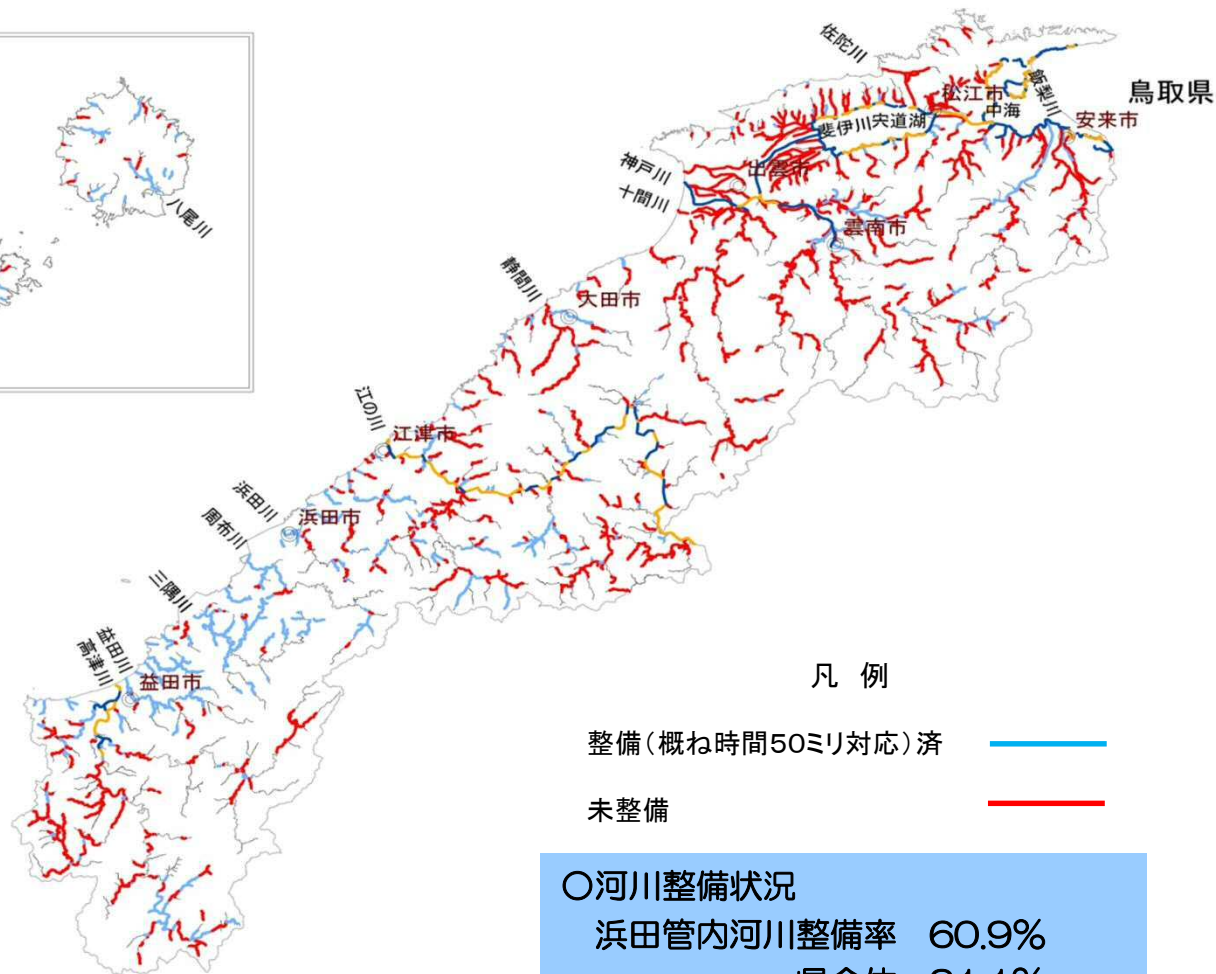 佐陀川
鳥取県
松江市
飯梨川
中海
安来市
斐伊川宍道湖
神戸川
出雲市
十間川
八尾川
雲南市
静間川
大田市
江の川
江津市
浜田川
浜田市
周布川
三隅川
益田川
高津川
益田市
凡 例
整備(概ね時間50ミリ対応)済
未整備
○河川整備状況
浜田管内河川整備率 60.9%